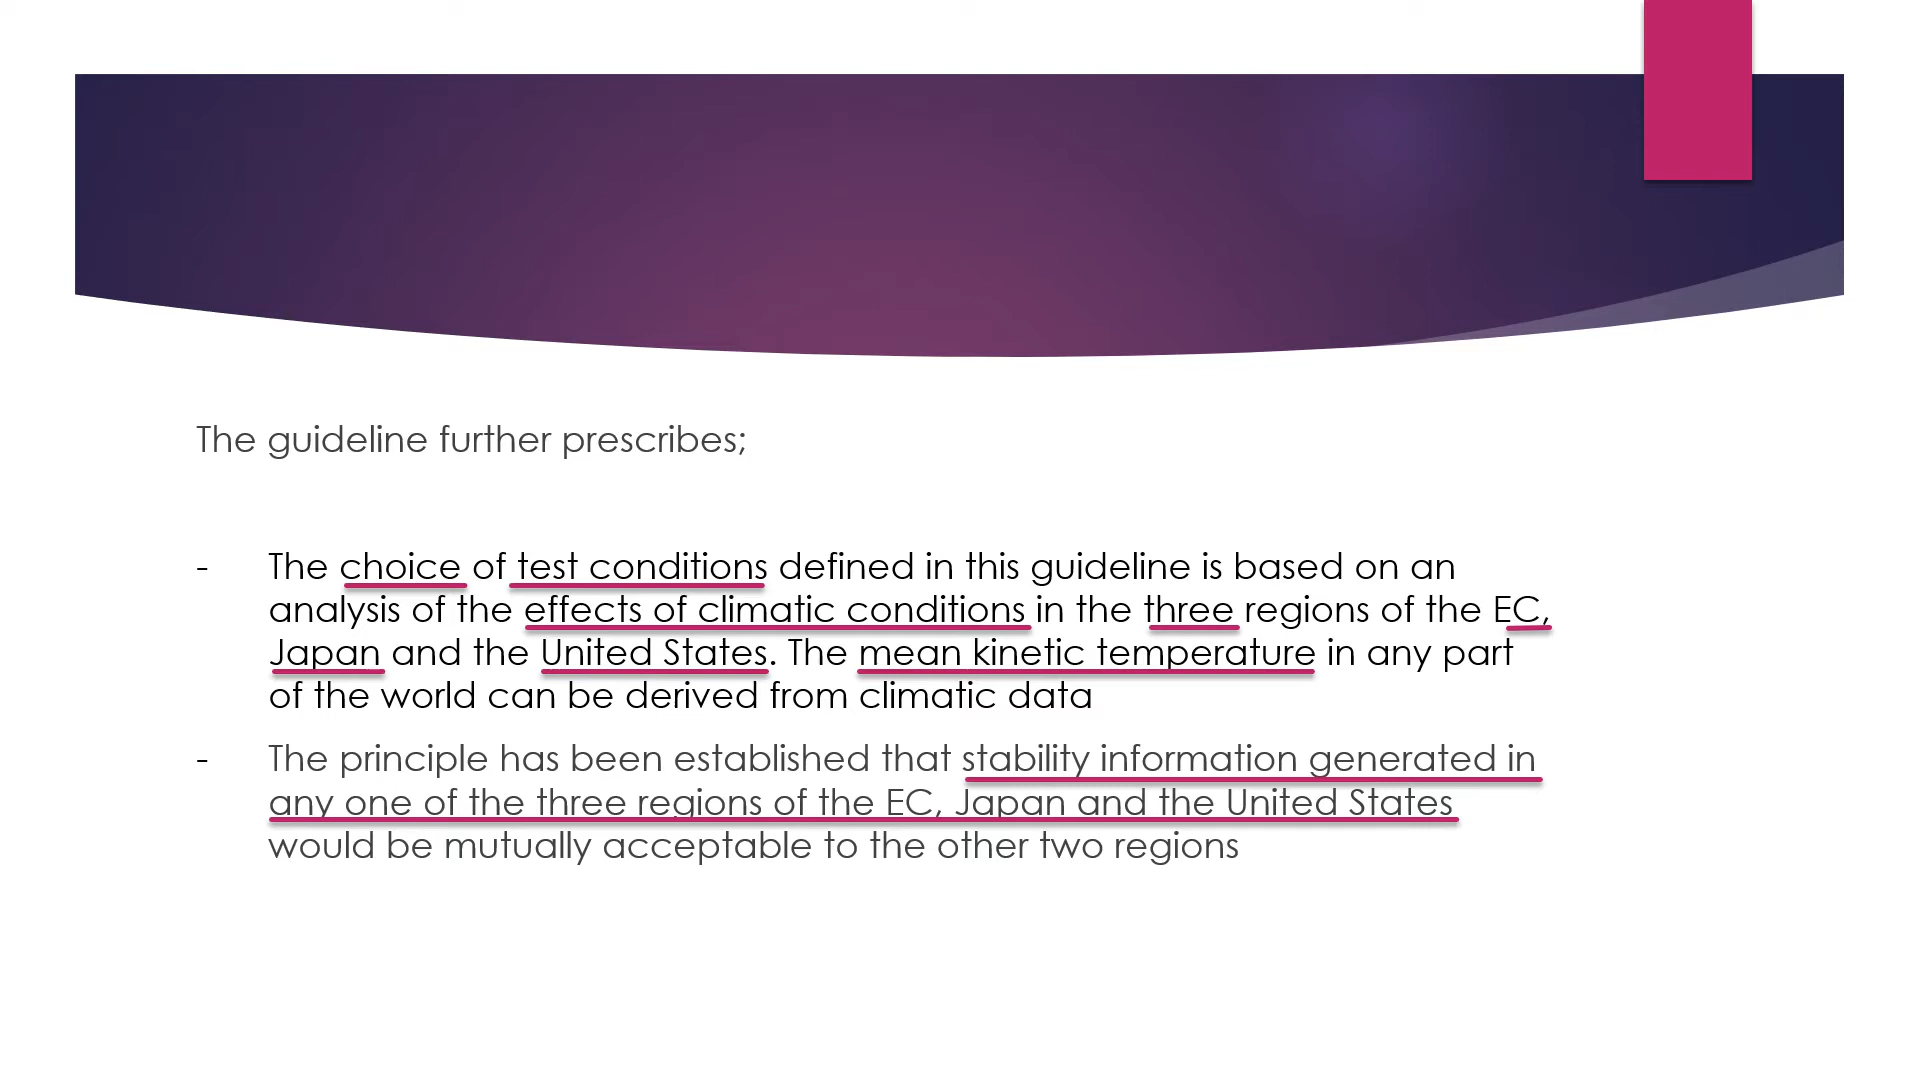 The guideline further prescribes;
- The choice of test conditions defined in this guideline is based on an
analysis of the effects of climatic conditions in the three regions of the EC,
Japan and the United States. The mean kinetic temperature in any part
of the world can be derived from climatic data
- The principle has been established that stability information generated in
any one of the three regions of the EC, Japan and the United States
would be mutually acceptable to the other two regions